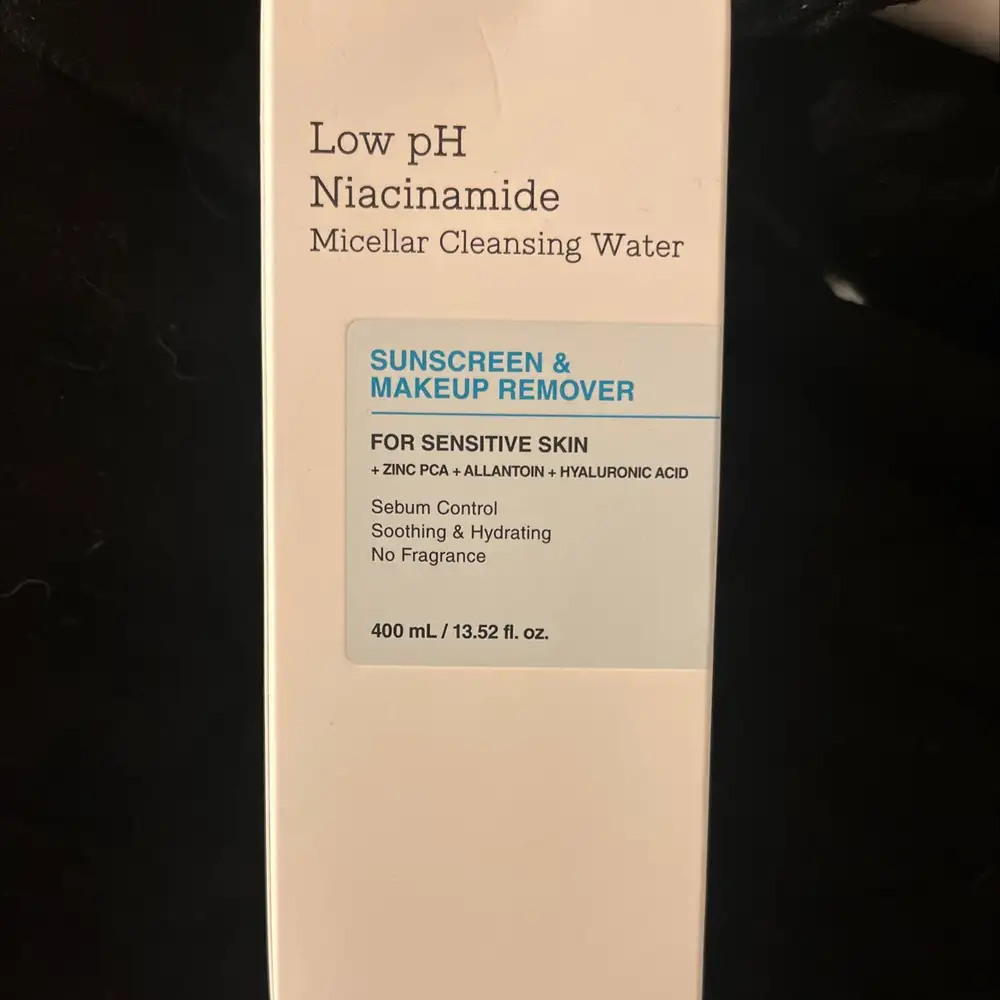 Low pH
Niacinamide
Micellar Cleansing Water
SUNSCREEN &
MAKEUP REMOVER
FOR SENSITIVE SKIN
+ ZINC PCA + ALLANTOIN + HYALURONIC ACID
Sebum Control
Soothing & Hydrating
No Fragrance
400 mL / 13.52 fl. oz.